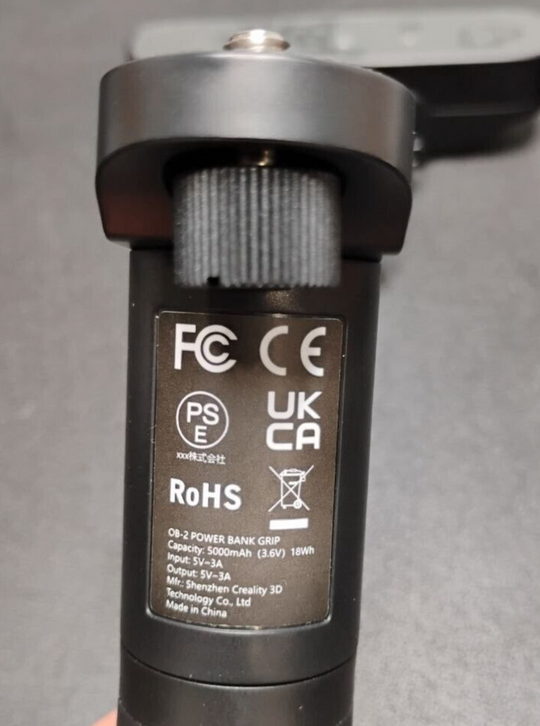 FC CE
PS
E
UK
CA
xxx株式会社
RoHS
OB-2 POWER BANK GRIP
Capacity: 5000mAh (3.6V) 18Wh
Input: 5V⎓3A
Output: 5V⎓3A
Mfr: Shenzhen Creality 3D
Technology Co., Ltd
Made in China